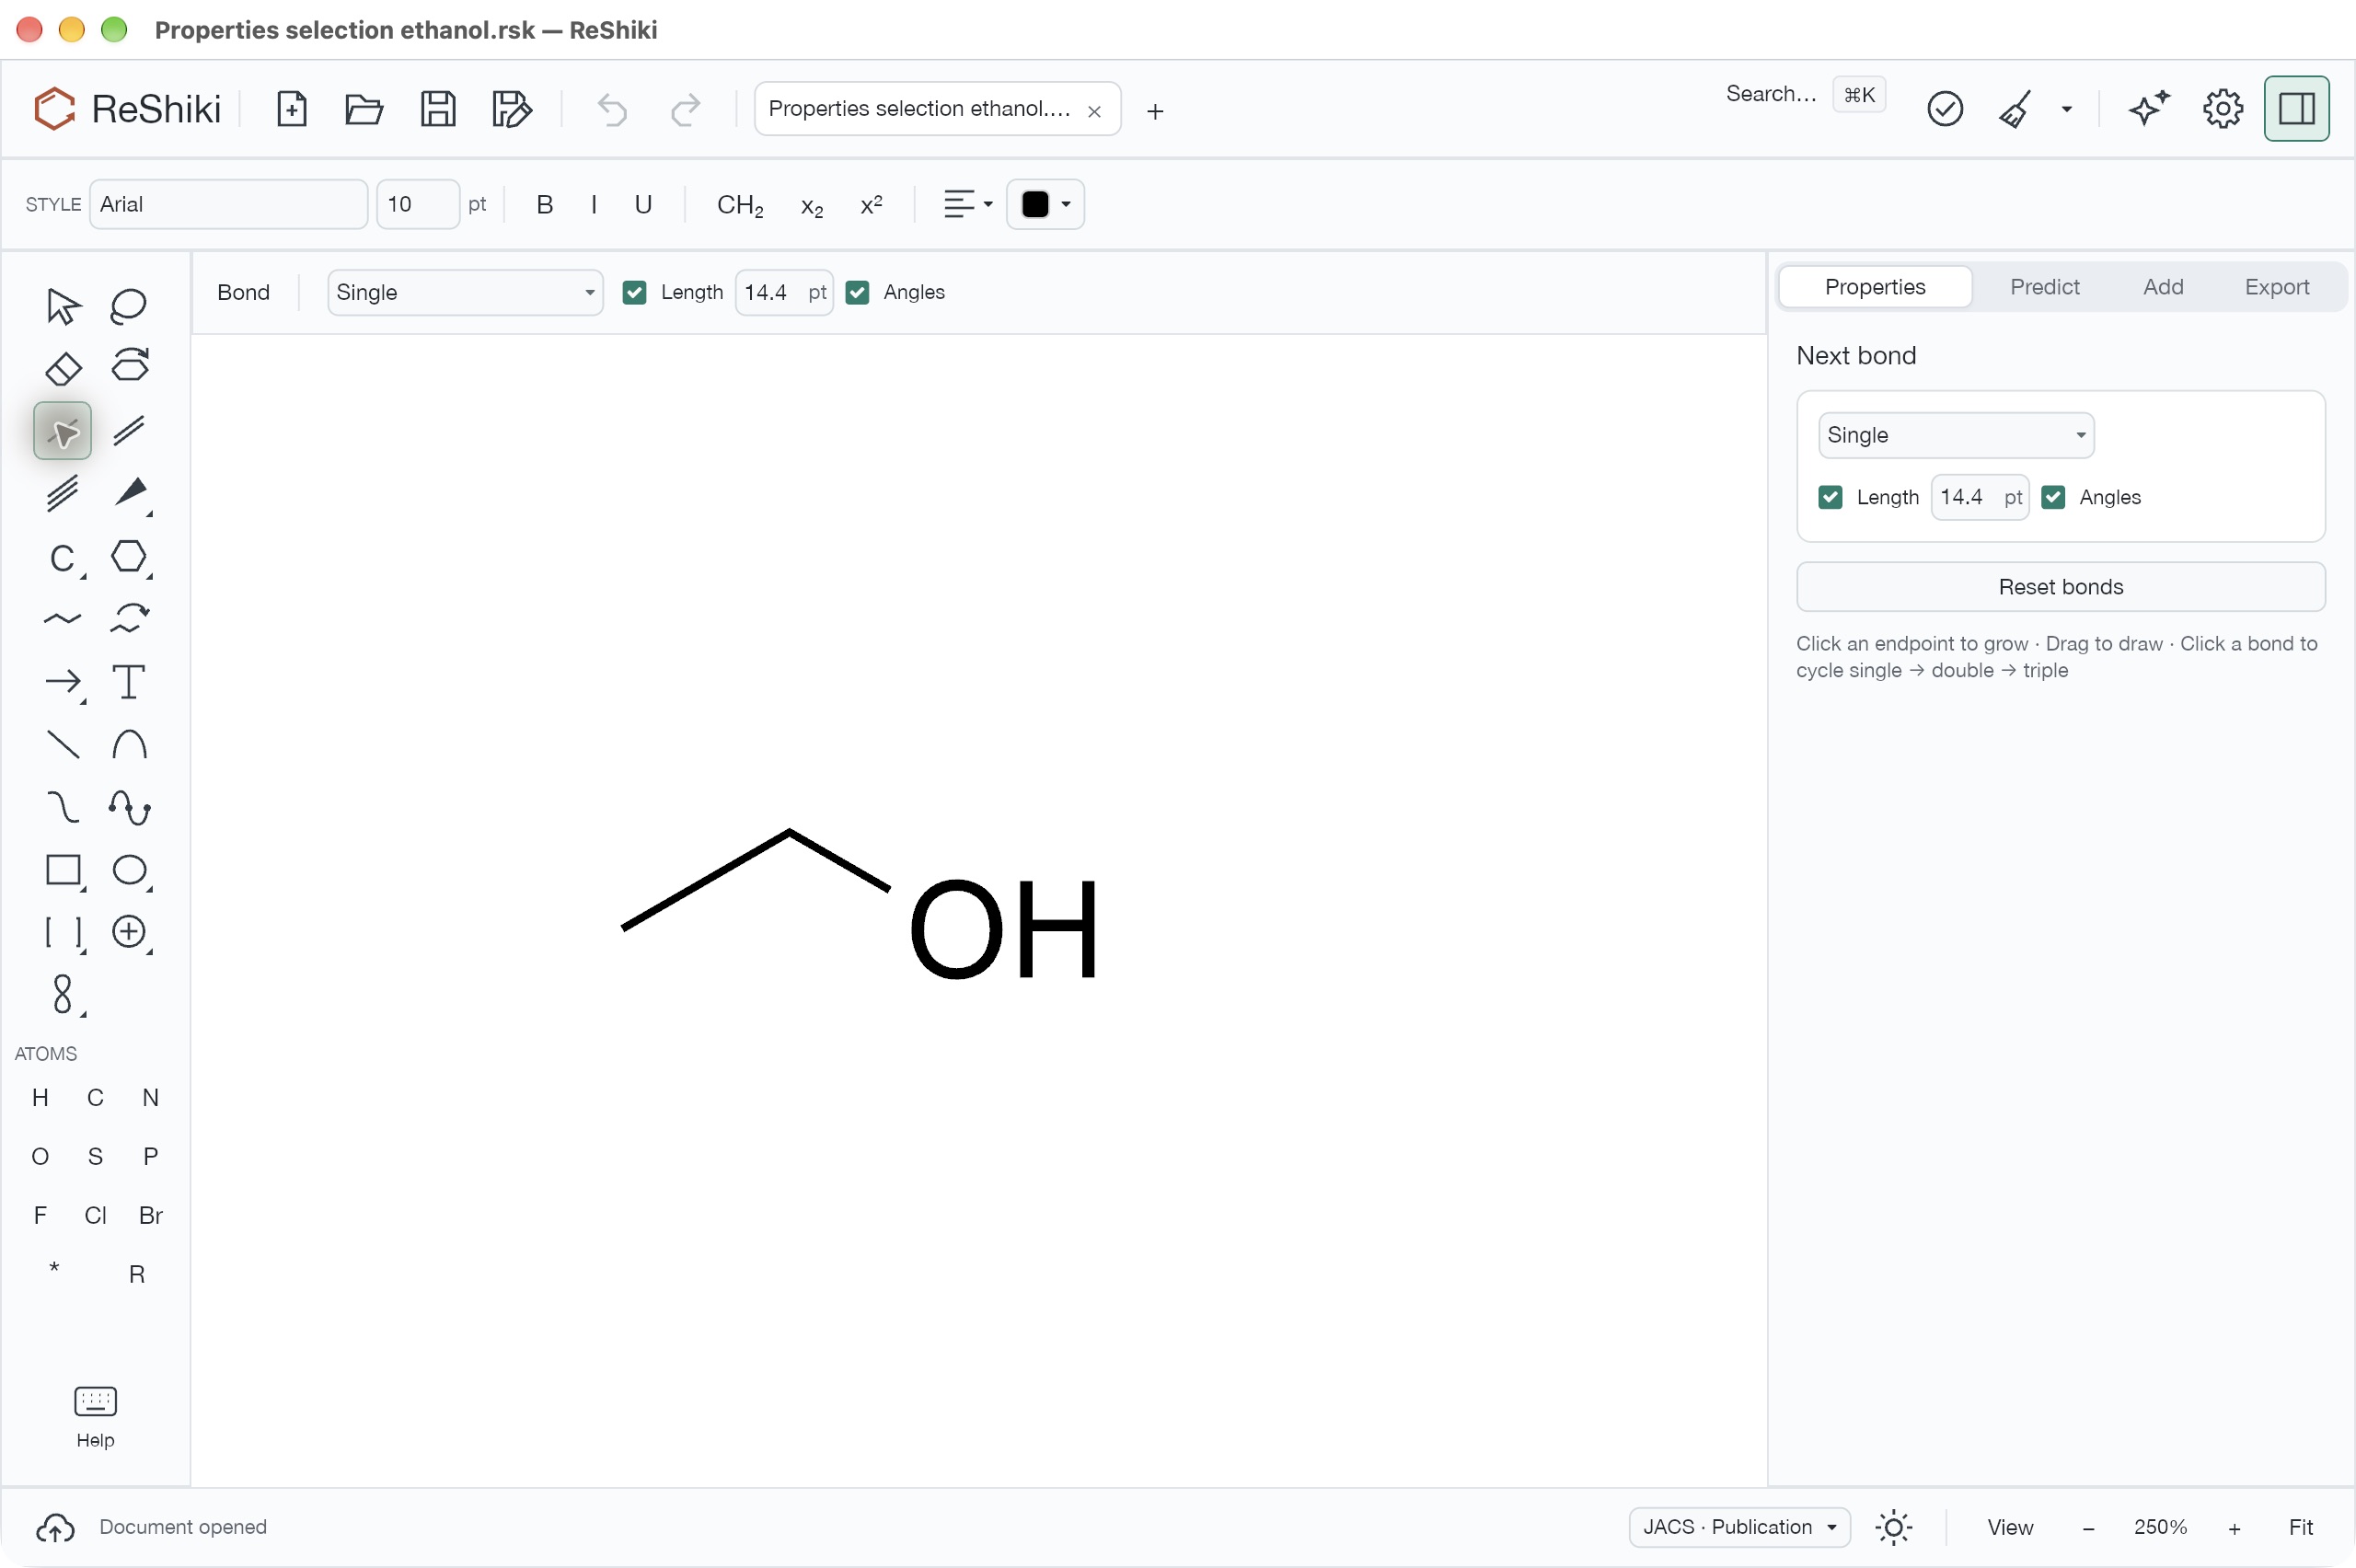 Properties selection ethanol.rsk — ReShiki
ReShiki
Properties selection ethanol.... ×
+
Search... ⌘K
STYLE Arial 10 pt B I U CH₂ x₂ x²
Bond Single Length 14.4 pt Angles
Properties Predict Add Export
Next bond
Single
Length 14.4 pt Angles
Reset bonds
Click an endpoint to grow · Drag to draw · Click a bond to
cycle single → double → triple
C
T
OH
ATOMS
H C N
O S P
F Cl Br
* R
Help
Document opened
JACS · Publication
View − 250% + Fit